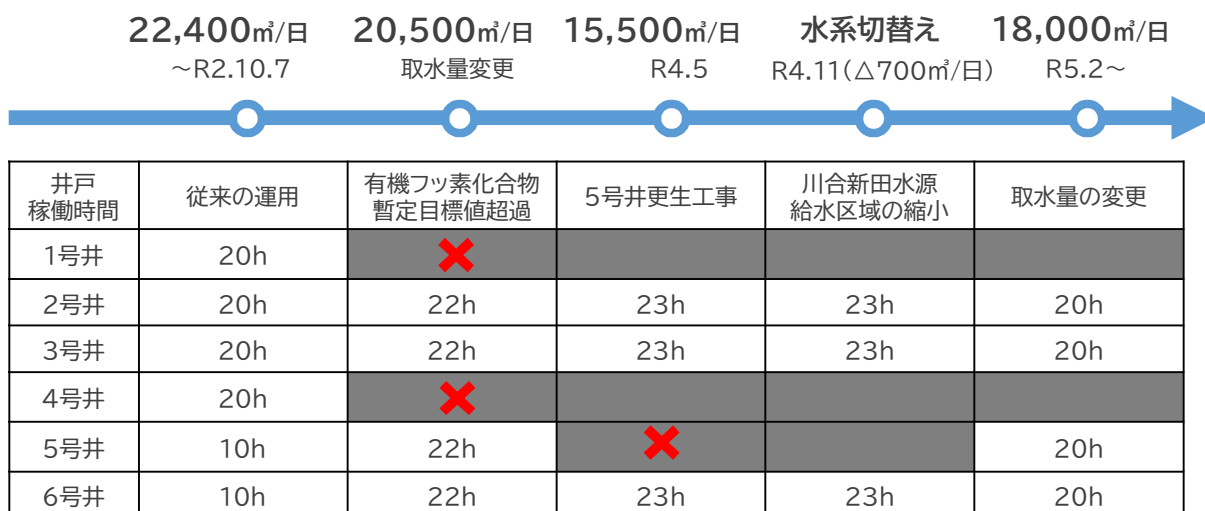 22,400㎥/日 20,500㎥/日 15,500㎥/日 水系切替え 18,000㎥/日
～R2.10.7 取水量変更 R4.5 R4.11(△700㎥/日) R5.2～
井戸
稼働時間
従来の運用
有機フッ素化合物
暫定目標値超過
5号井更生工事
川合新田水源
給水区域の縮小
取水量の変更
1号井 20h
2号井 20h 22h 23h 23h 20h
3号井 20h 22h 23h 23h 20h
4号井 20h
5号井 10h 22h 20h
6号井 10h 22h 23h 23h 20h